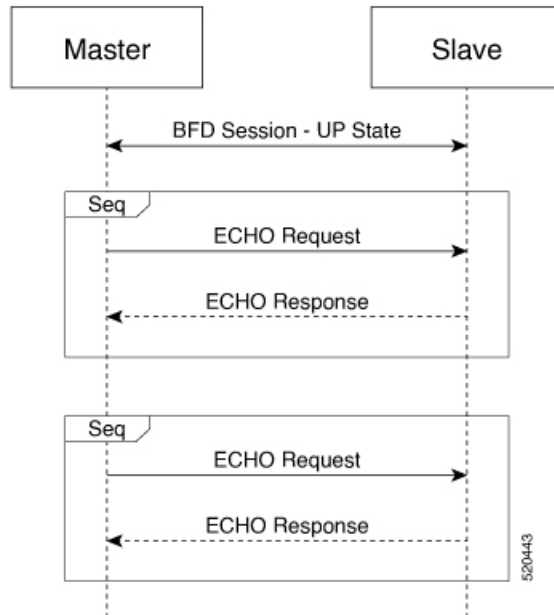 Master
Slave
BFD Session - UP State
Seq
ECHO Request
ECHO Response
Seq
ECHO Request
ECHO Response
520443